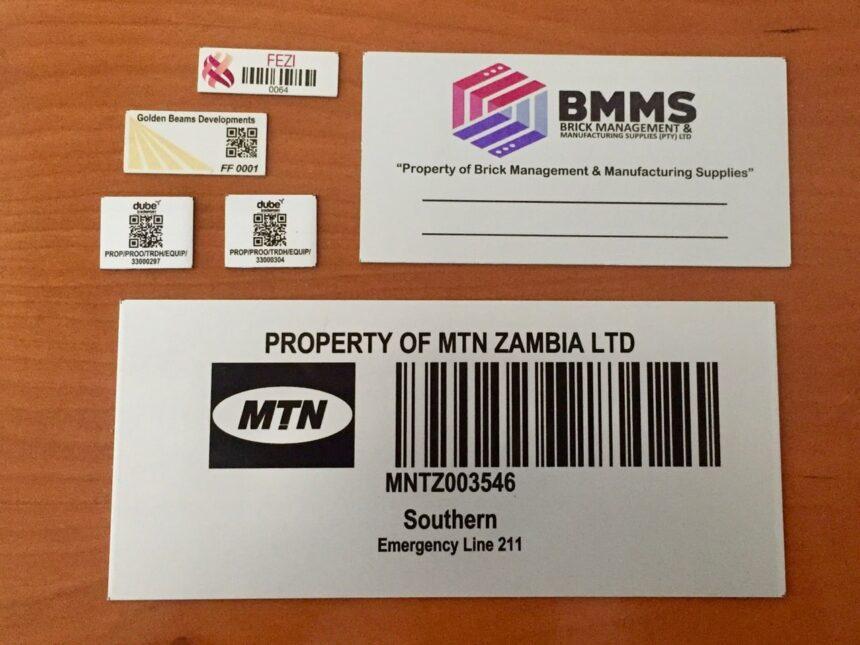 FEZI
0064
Golden Beams Developments
FF 0001
dube
tradeport
PROP/PROO/TRDH/EQUIP/
33000297
dube
tradeport
PROP/PROO/TRDH/EQUIP/
33000304
BMMS
BRICK MANAGEMENT &
MANUFACTURING SUPPLIES (PTY) LTD
"Property of Brick Management & Manufacturing Supplies"
PROPERTY OF MTN ZAMBIA LTD
MTN
MNTZ003546
Southern
Emergency Line 211